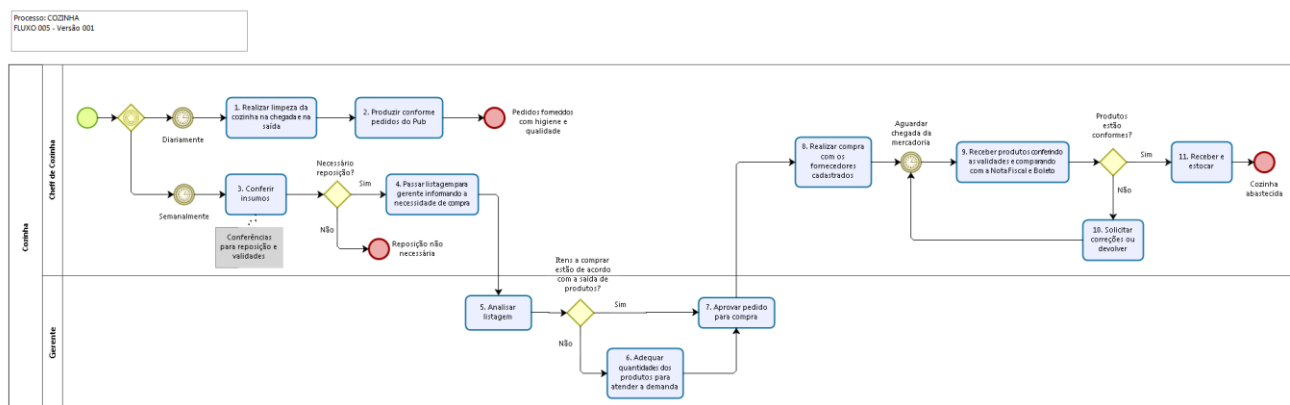 Processo: COZINHA
FLUXO 005 - Versão 001
Cozinha
Cheff de Cozinha
Diariamente
1. Realizar limpeza da
cozinha na chegada e na
saída
2. Produzir conforme
pedidos do Pub
Pedidos forneddos
com higiene e
qualidade
Semanalmente
3. Conferir
insumos
Conferências
para reposição e
validades
Necessário
reposição?
Sim
Não
4. Passar listagem para
gerente informando a
necessidade de compra
Reposição não
necessária
8. Realizar compra
com os
fornecedores
cadastrados
Aguardar
chegada da
mercadoria
9. Receber produtos conferindo
as validades e comparando
com a Nota Fiscal e Boleto
Produtos
estão
conformes?
Sim
Não
10. Solicitar
correções ou
devolver
11. Receber e
estocar
Cozinha
abastecida
Gerente
5. Analisar
listagem
Itens a comprar
estão de acordo
com a saída de
produtos?
Sim
Não
6. Adequar
quantidades dos
produtos para
atender a demanda
7. Aprovar pedido
para compra